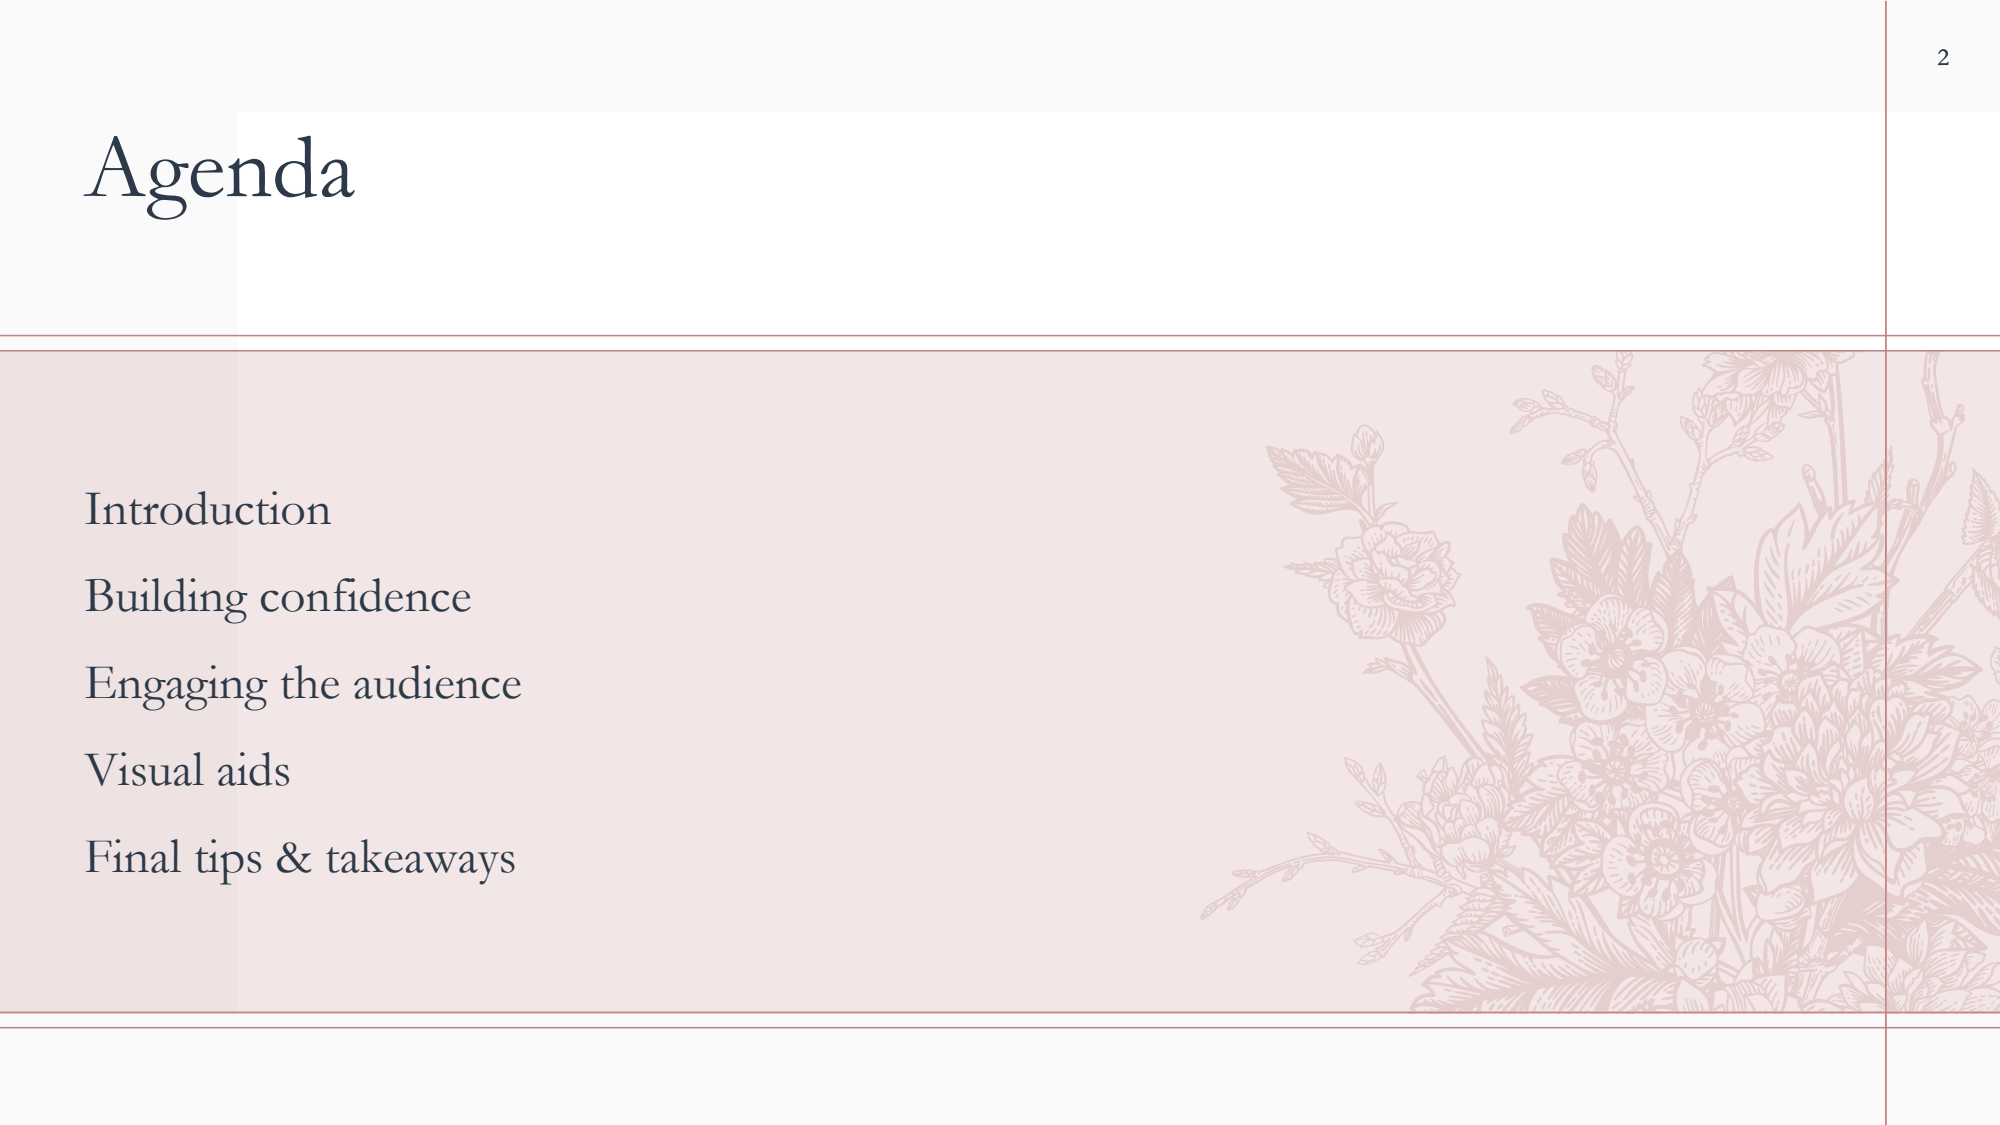 2
Agenda
Introduction
Building confidence
Engaging the audience
Visual aids
Final tips & takeaways